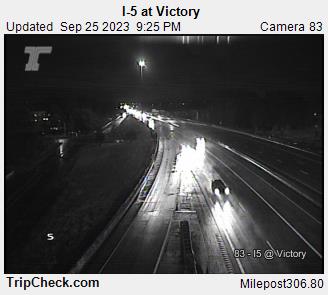 I-5 at Victory
Updated Sep 25 2023 9:25 PM Camera 83
T
S
83 - I5 @ Victory
TripCheck.com Milepost306.80